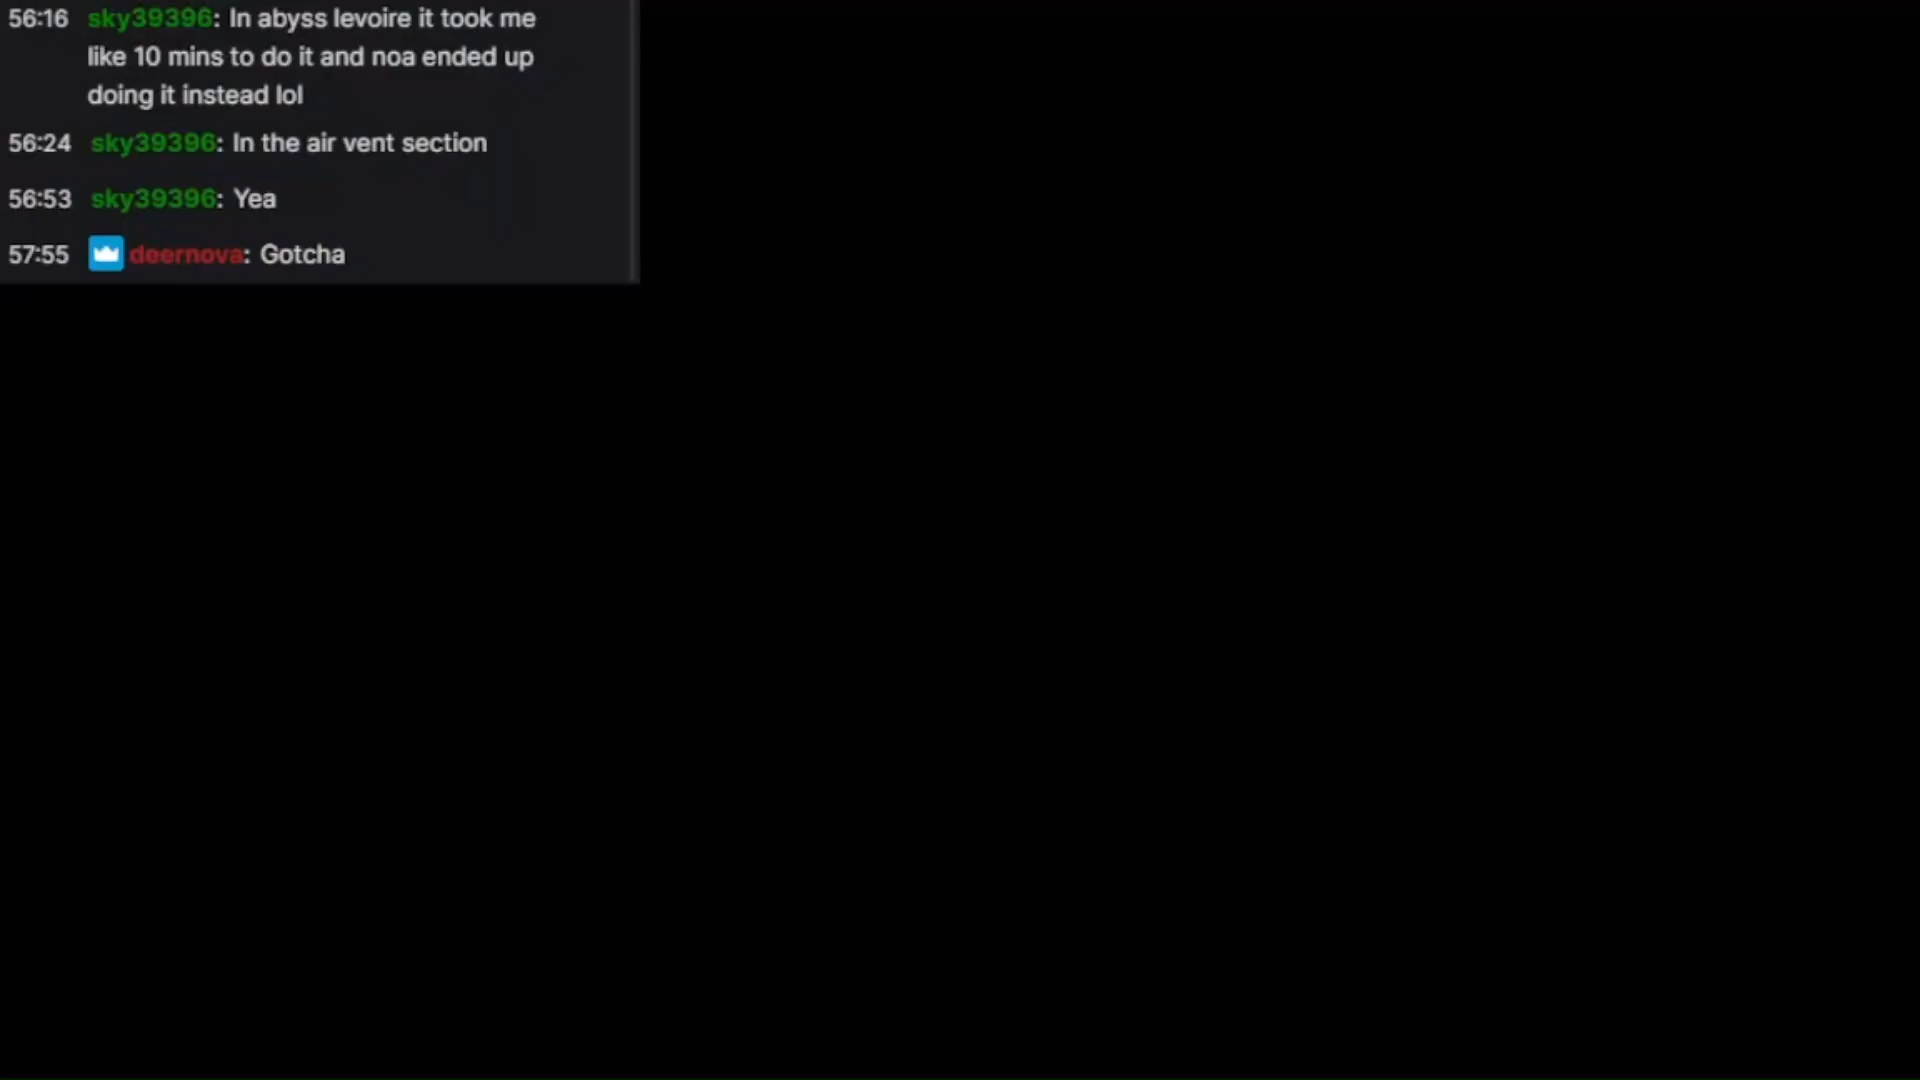 56:16 sky39396: In abyss levoire it took me
like 10 mins to do it and noa ended up
doing it instead lol
56:24 sky39396: In the air vent section
56:53 sky39396: Yea
57:55 deernova: Gotcha